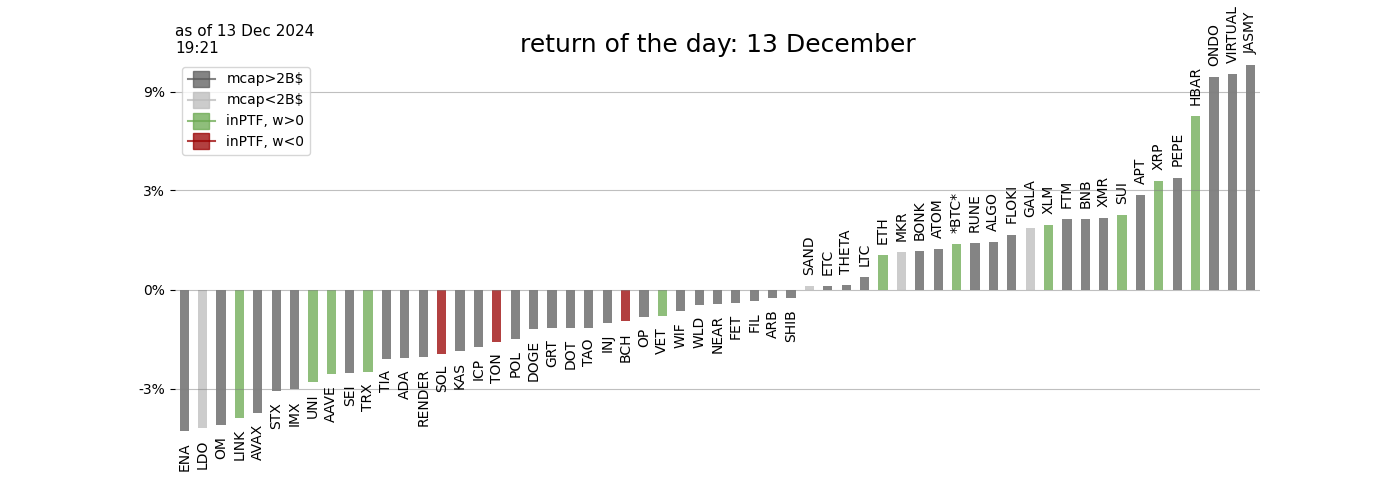 as of 13 Dec 2024
19:21
return of the day: 13 December
mcap>2B$
mcap<2B$
inPTF, w>0
inPTF, w<0
9%
3%
0%
-3%
ENA
LDO
OM
LINK
AVAX
STX
IMX
UNI
AAVE
SEI
TRX
TIA
ADA
RENDER
SOL
KAS
ICP
TON
POL
DOGE
GRT
DOT
TAO
INJ
BCH
OP
VET
WIF
WLD
NEAR
FET
FIL
ARB
SHIB
SAND
ETC
THETA
LTC
ETH
MKR
BONK
ATOM
*BTC*
RUNE
ALGO
FLOKI
GALA
XLM
FTM
BNB
XMR
SUI
APT
XRP
PEPE
HBAR
ONDO
VIRTUAL
JASMY